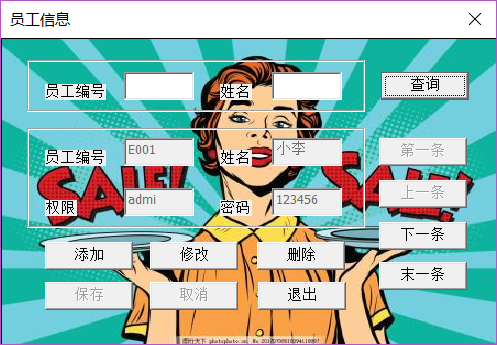 员工信息
员工编号 姓名 查询
员工编号 E001 姓名 小李 第一条
SALE! SALE!
权限 admi 密码 123456 上一条
添加 修改 删除 下一条
保存 取消 退出 末一条